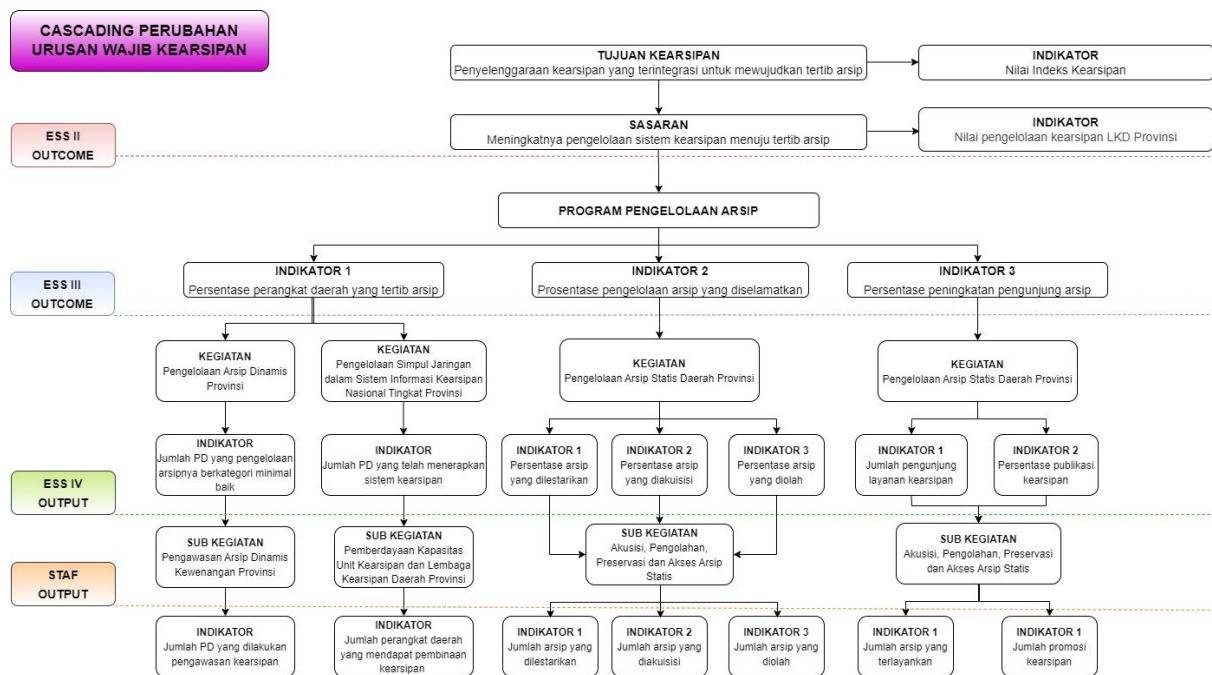 CASCADING PERUBAHAN
URUSAN WAJIB KEARSIPAN
TUJUAN KEARSIPAN
Penyelenggaraan kearsipan yang terintegrasi untuk mewujudkan tertib arsip
INDIKATOR
Nilai Indeks Kearsipan
ESS II
OUTCOME
SASARAN
Meningkatnya pengelolaan sistem kearsipan menuju tertib arsip
INDIKATOR
Nilai pengelolaan kearsipan LKD Provinsi
PROGRAM PENGELOLAAN ARSIP
ESS III
OUTCOME
INDIKATOR 1
Persentase perangkat daerah yang tertib arsip
INDIKATOR 2
Prosentase pengelolaan arsip yang diselamatkan
INDIKATOR 3
Persentase peningkatan pengunjung arsip
KEGIATAN
Pengelolaan Arsip Dinamis
Provinsi
KEGIATAN
Pengelolaan Simpul Jaringan
dalam Sistem Informasi Kearsipan
Nasional Tingkat Provinsi
KEGIATAN
Pengelolaan Arsip Statis Daerah Provinsi
KEGIATAN
Pengelolaan Arsip Statis Daerah Provinsi
ESS IV
OUTPUT
INDIKATOR
Jumlah PD yang pengelolaan
arsipnya berkategori minimal
baik
INDIKATOR
Jumlah PD yang telah menerapkan
sistem kearsipan
INDIKATOR 1
Persentase arsip
yang dilestarikan
INDIKATOR 2
Persentase arsip
yang diakuisisi
INDIKATOR 3
Persentase arsip
yang diolah
INDIKATOR 1
Jumlah pengunjung
layanan kearsipan
INDIKATOR 2
Persentase publikasi
kearsipan
STAF
OUTPUT
SUB KEGIATAN
Pengawasan Arsip Dinamis
Kewenangan Provinsi
SUB KEGIATAN
Pemberdayaan Kapasitas
Unit Kearsipan dan Lembaga
Kearsipan Daerah Provinsi
SUB KEGIATAN
Akusisi, Pengolahan,
Preservasi dan Akses Arsip
Statis
SUB KEGIATAN
Akusisi, Pengolahan, Preservasi
dan Akses Arsip Statis
INDIKATOR
Jumlah PD yang dilakukan
pengawasan kearsipan
INDIKATOR
Jumlah perangkat daerah
yang mendapat pembinaan
kearsipan
INDIKATOR 1
Jumlah arsip yang
dilestarikan
INDIKATOR 2
Jumlah arsip yang
diakuisisi
INDIKATOR 3
Jumlah arsip yang
diolah
INDIKATOR 1
Jumlah arsip yang
terlayankan
INDIKATOR 1
Jumlah promosi
kearsipan